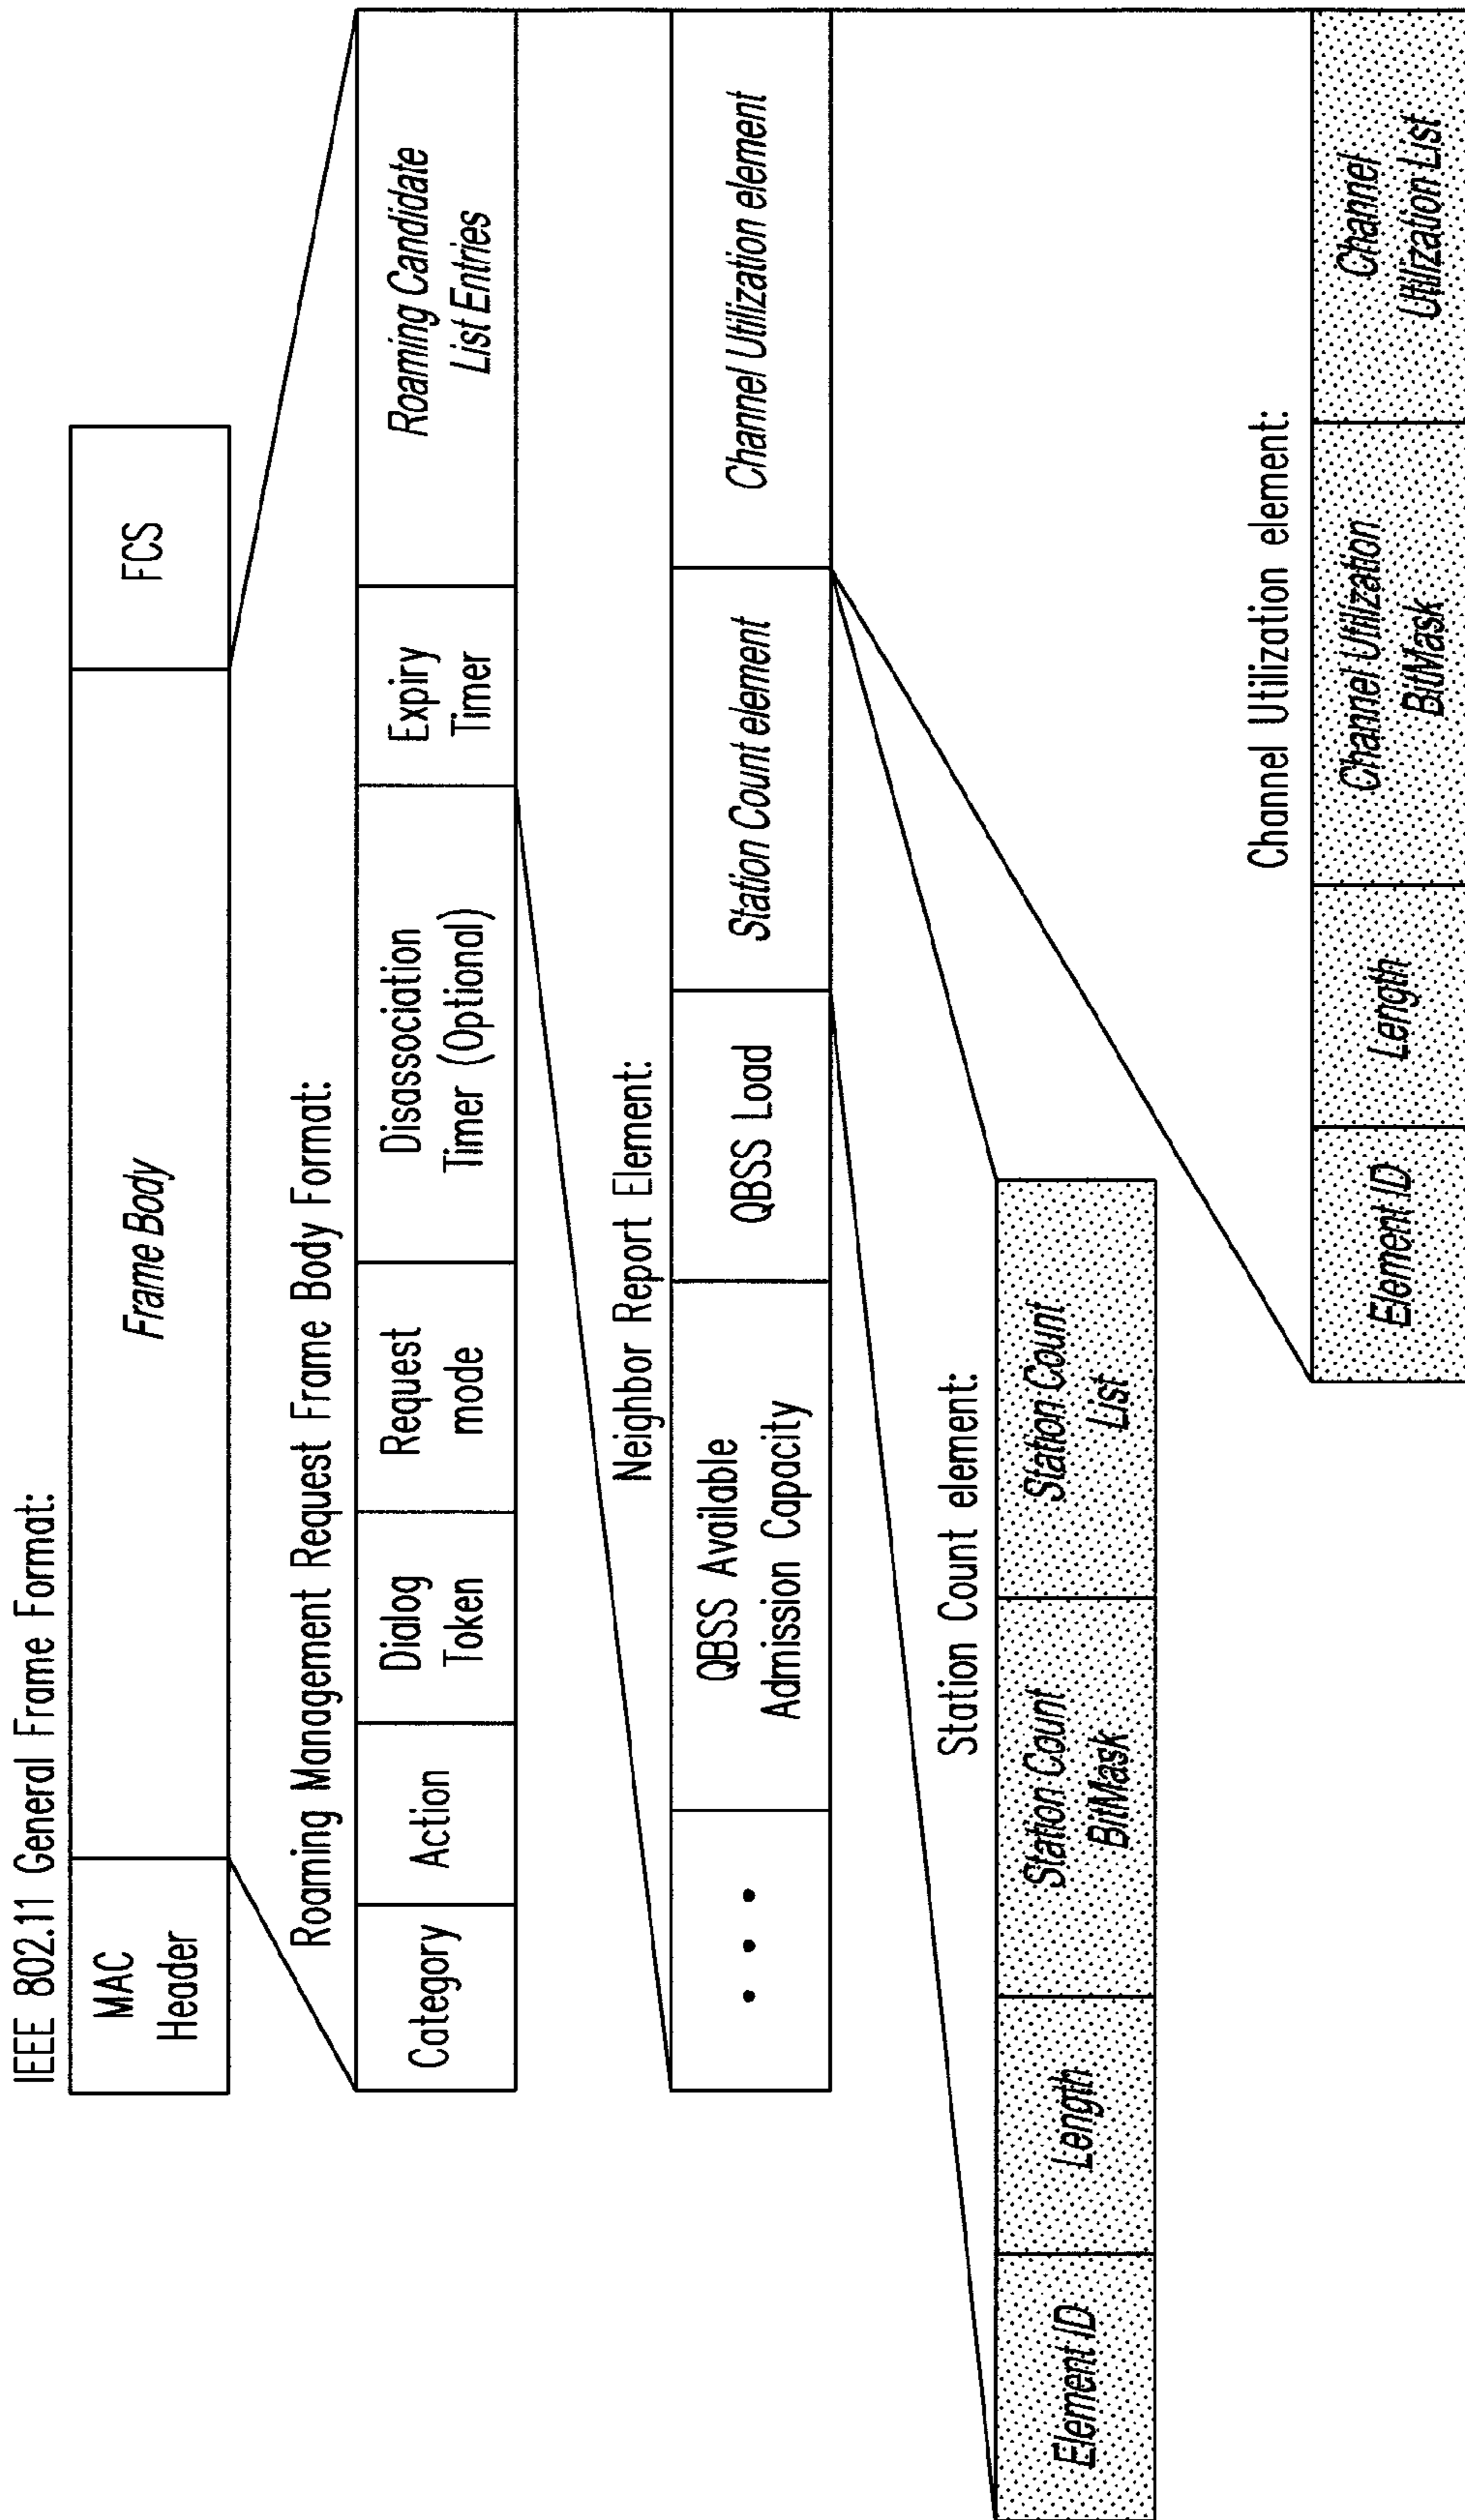 IEEE 802.11 General Frame Format:
MAC
Header
Frame Body
FCS
Roaming Management Request Frame Body Format:
Category
Action
Dialog
Token
Request
mode
Disassociation
Timer (Optional)
Expiry
Timer
Roaming Candidate
List Entries
Neighbor Report Element:
• • •
QBSS Available
Admission Capacity
QBSS Load
Station Count element
Channel Utilization element
Station Count element:
Element ID
Length
Station Count
BitMask
Station Count
List
Channel Utilization element:
Element ID
Length
Channel Utilization
BitMask
Channel
Utilization List